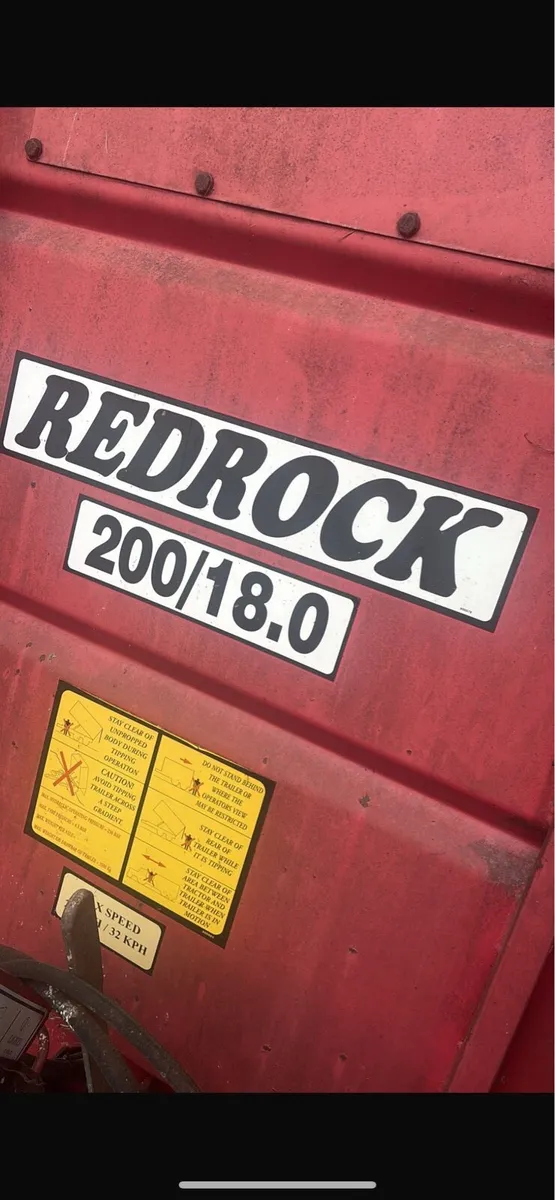 REDROCK
200/18.0
STAY CLEAR OF
UNPROPPED
BODY DURING
TIPPING
OPERATION
CAUTION!
AVOID TIPPING
TRAILER ACROSS
A STEEP
GRADIENT.
DO NOT STAND BEHIND
THE TRAILER OR
WHERE THE
OPERATORS VIEW
MAY BE RESTRICTED
STAY CLEAR OF
REAR OF
TRAILER WHILE
IT IS TIPPING
STAY CLEAR OF
AREA BETWEEN
TRACTOR AND
TRAILER WHEN
TRAILER IS IN
MOTION.
X SPEED
/ 32 KPH